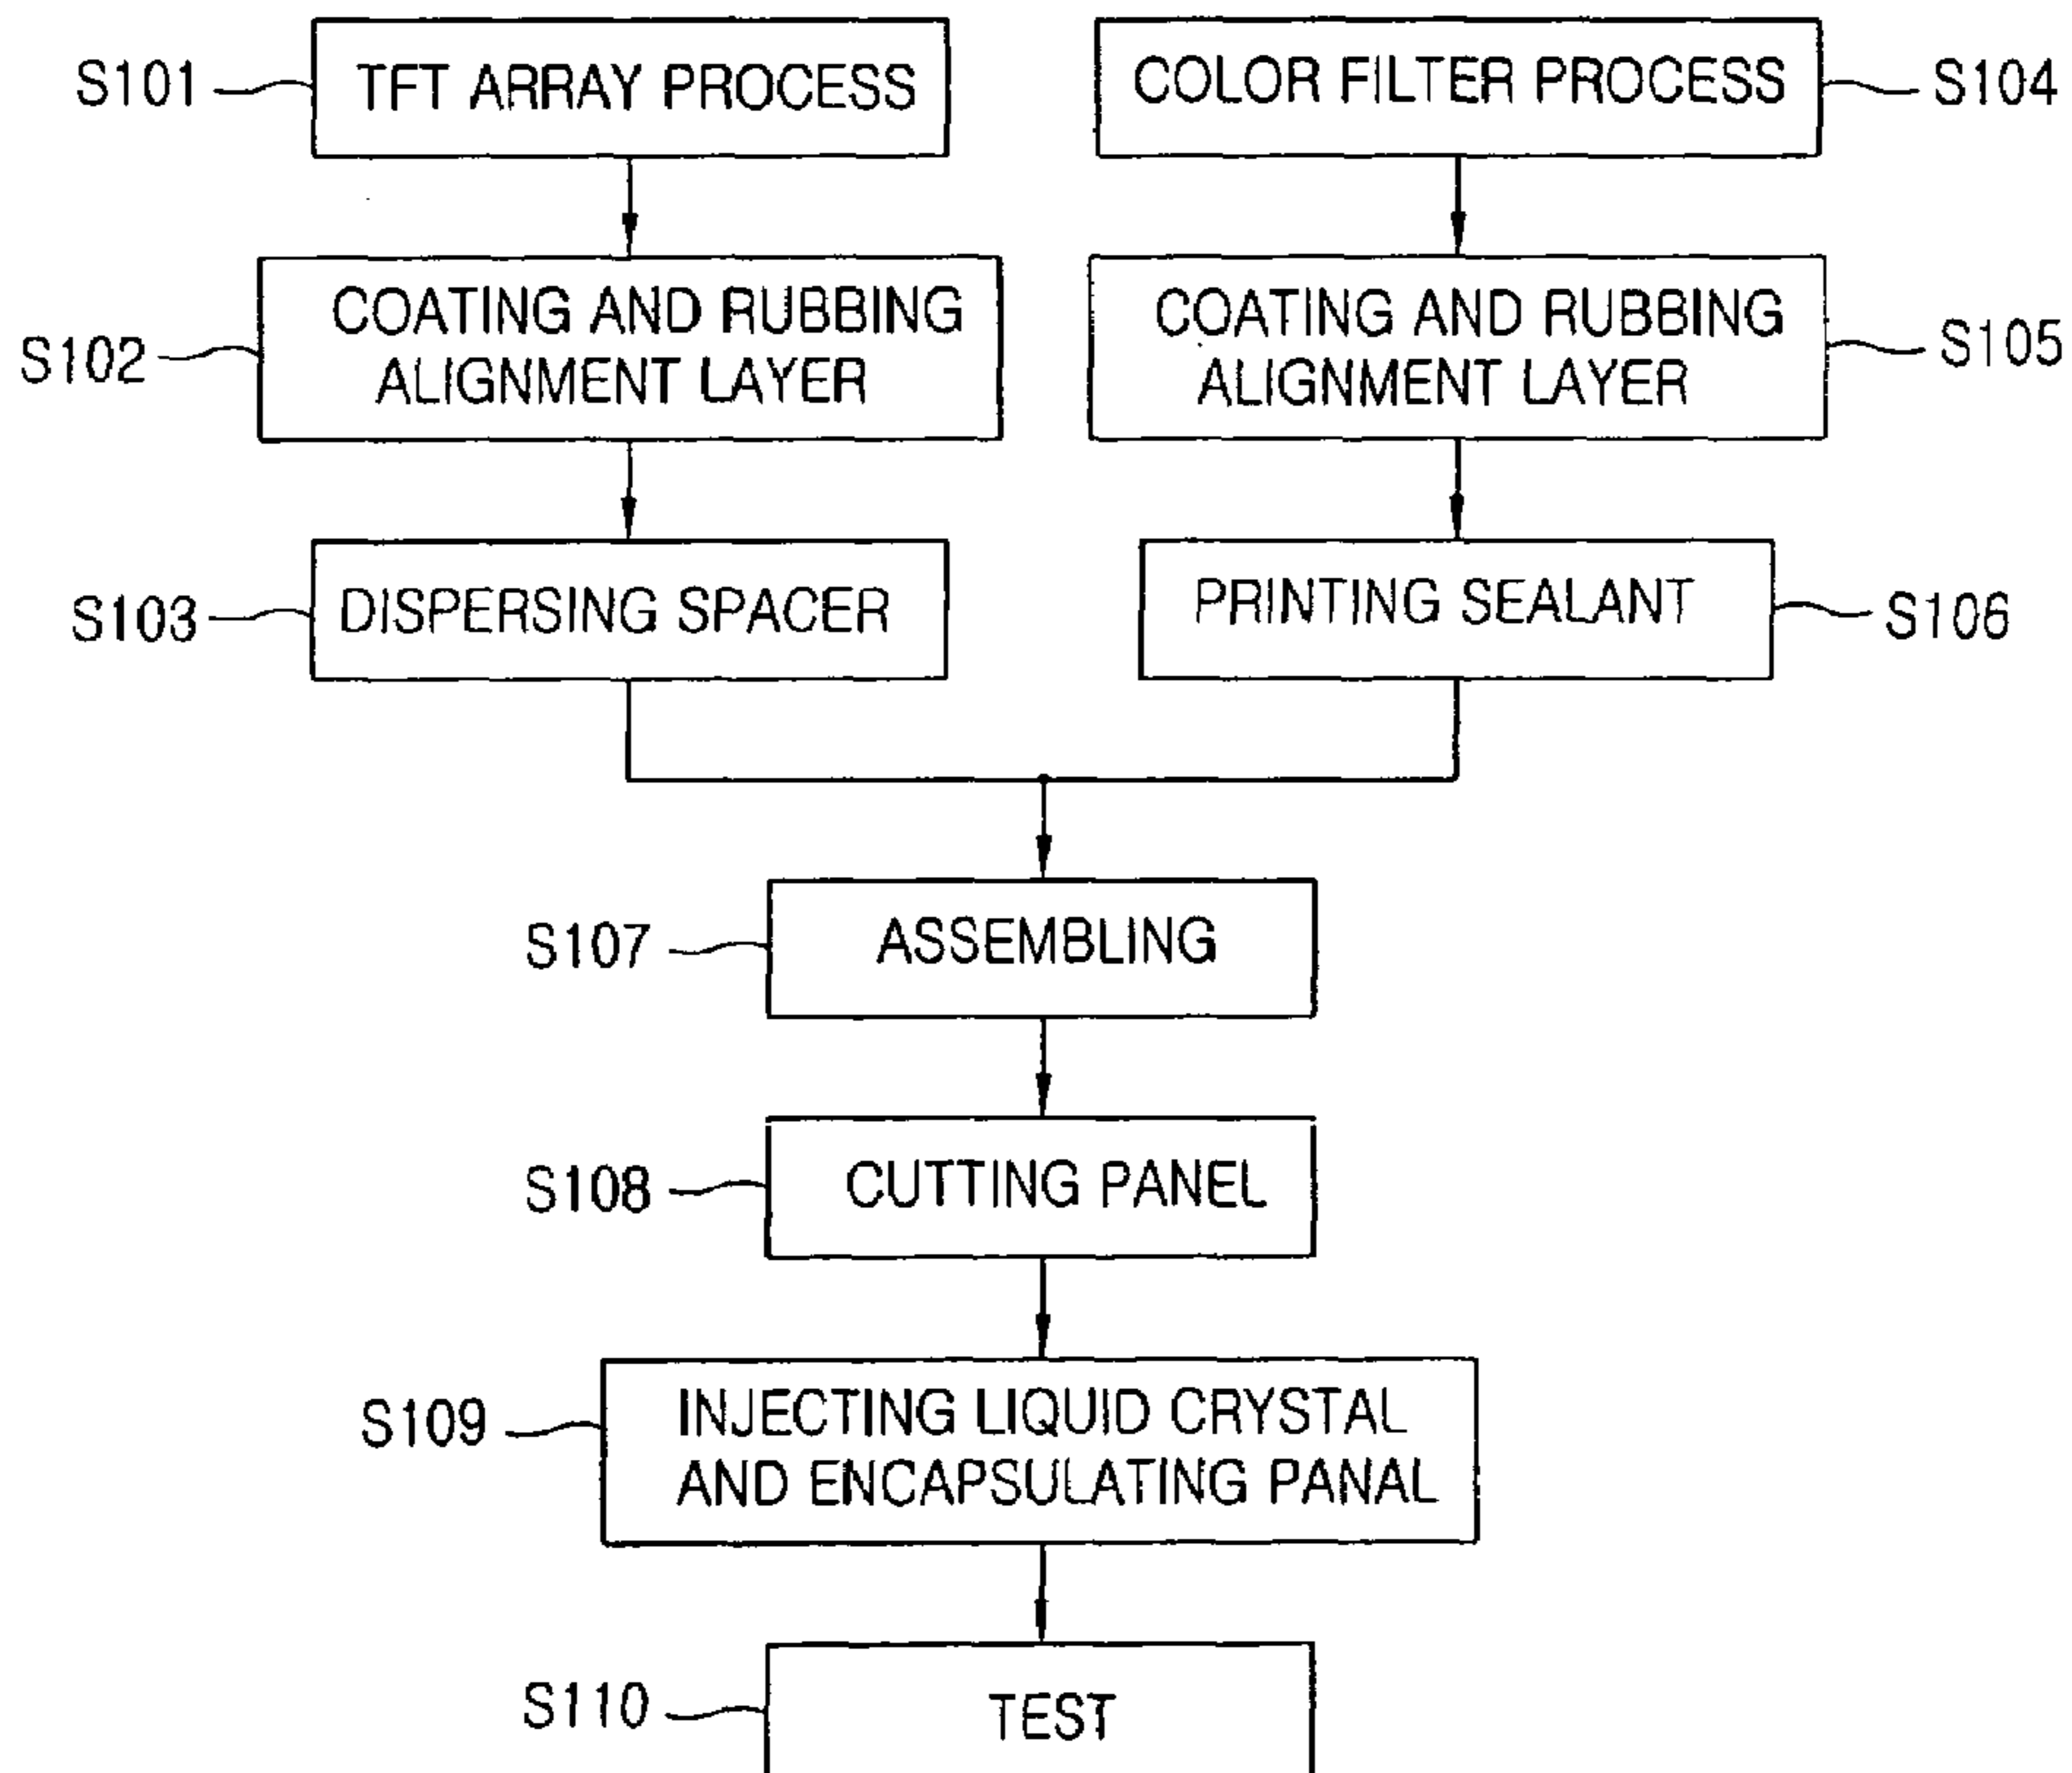 S101
TFT ARRAY PROCESS
COLOR FILTER PROCESS
S104
S102
COATING AND RUBBING
ALIGNMENT LAYER
COATING AND RUBBING
ALIGNMENT LAYER
S105
S103
DISPERSING SPACER
PRINTING SEALANT
S106
S107
ASSEMBLING
S108
CUTTING PANEL
S109
INJECTING LIQUID CRYSTAL
AND ENCAPSULATING PANAL
S110
TEST